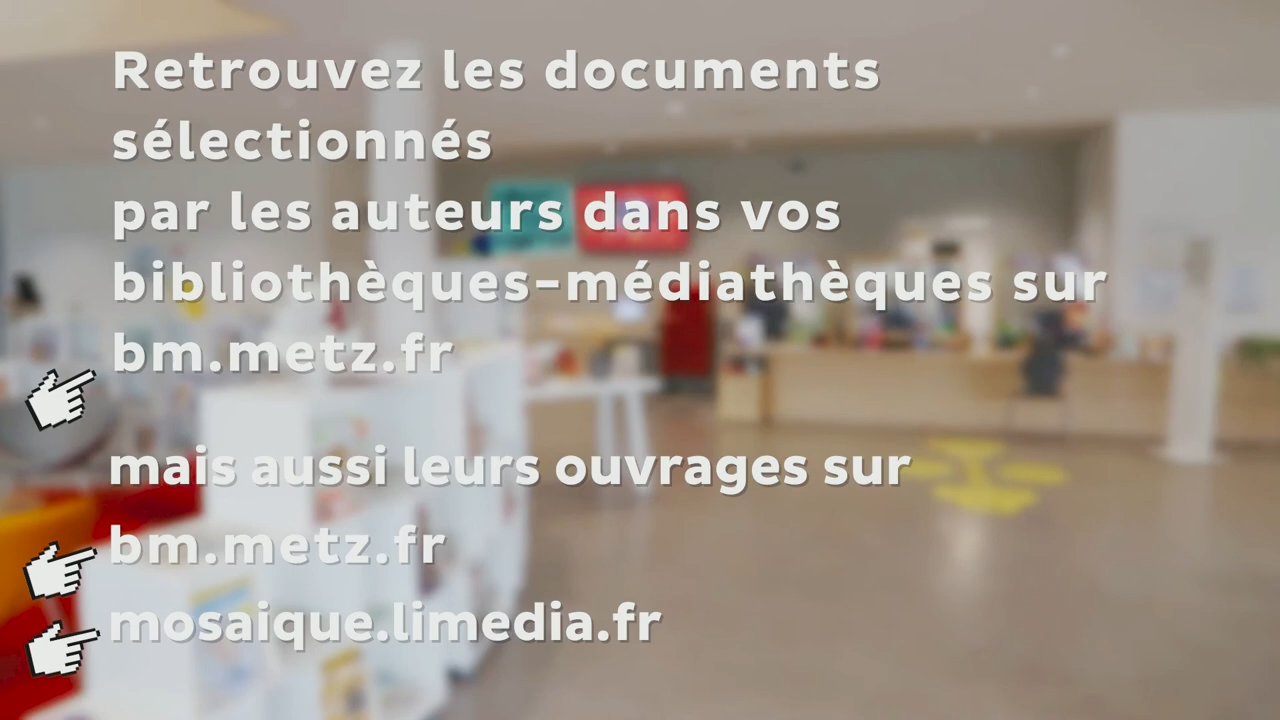 Retrouvez les documents
sélectionnés
par les auteurs dans vos
bibliothèques-médiathèques sur
bm.metz.fr
mais aussi leurs ouvrages sur
bm.metz.fr
mosaique.limedia.fr